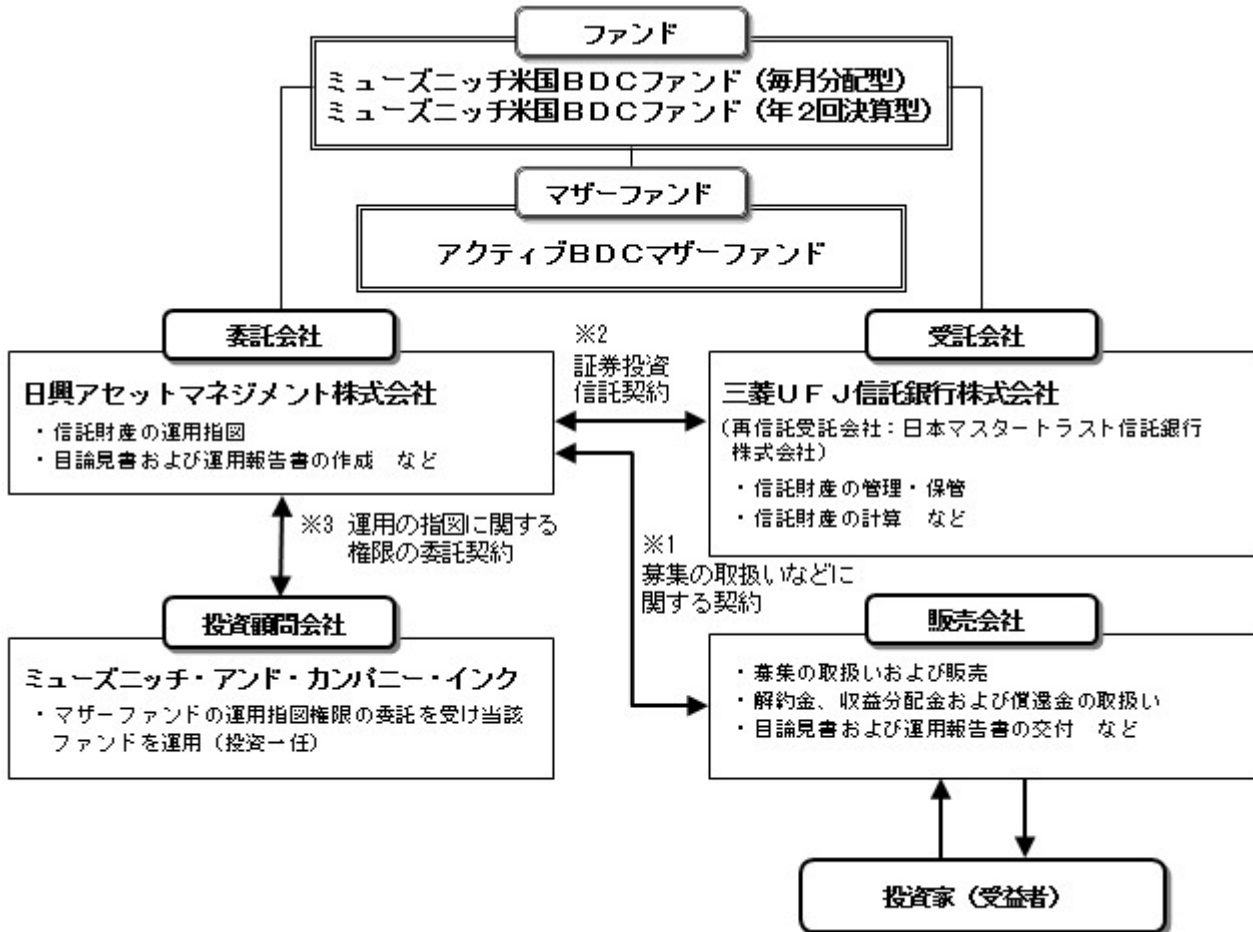 ファンド
ミューズニッチ米国BDCファンド（毎月分配型）
ミューズニッチ米国BDCファンド（年2回決算型）
マザーファンド
アクティブBDCマザーファンド
委託会社
日興アセットマネジメント株式会社
・信託財産の運用指図
・目論見書および運用報告書の作成　など
※2
証券投資
信託契約
受託会社
三菱UFJ信託銀行株式会社
（再信託受託会社：日本マスタートラスト信託銀行
株式会社）
・信託財産の管理・保管
・信託財産の計算　など
※3 運用の指図に関する
権限の委託契約
※1
募集の取扱いなどに
関する契約
投資顧問会社
ミューズニッチ・アンド・カンパニー・インク
・マザーファンドの運用指図権限の委託を受け当該
ファンドを運用（投資一任）
販売会社
・募集の取扱いおよび販売
・解約金、収益分配金および償還金の取扱い
・目論見書および運用報告書の交付　など
投資家（受益者）